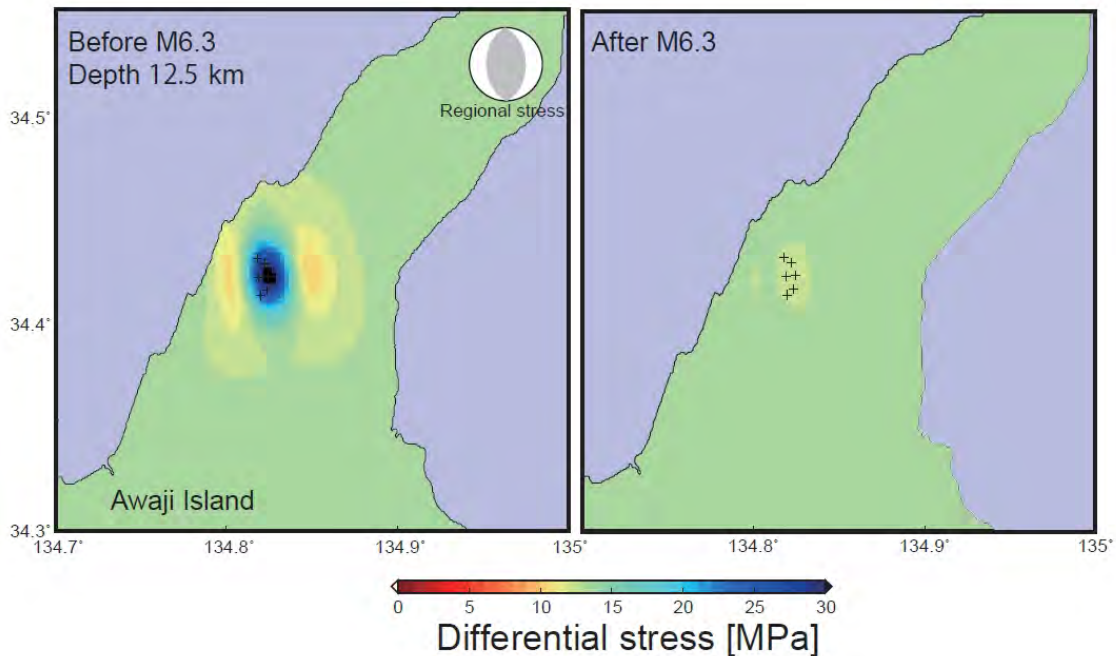 Before M6.3
Depth 12.5 km
Regional stress
After M6.3
34.5˚
34.4˚
34.3˚
Awaji Island
134.7˚ 134.8˚ 134.9˚ 135˚
134.8˚ 134.9˚ 135˚
0 5 10 15 20 25 30
Differential stress [MPa]